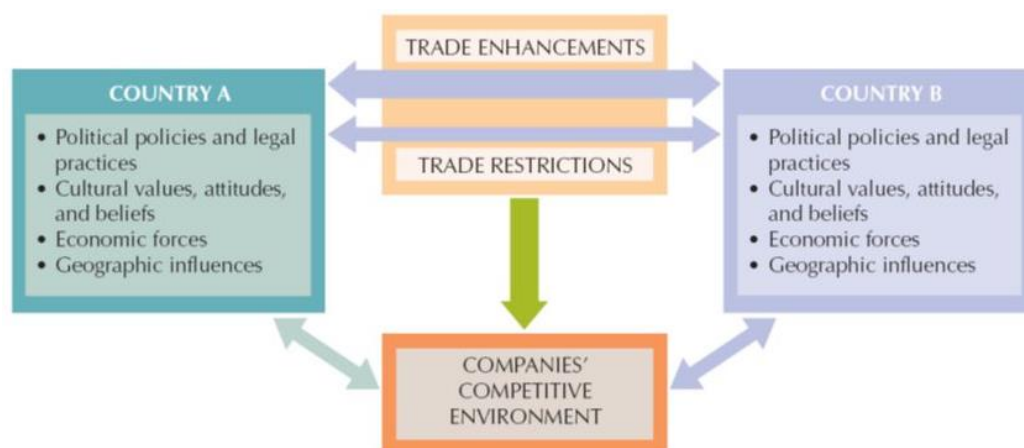 TRADE ENHANCEMENTS
COUNTRY A
• Political policies and legal
practices
• Cultural values, attitudes,
and beliefs
• Economic forces
• Geographic influences
TRADE RESTRICTIONS
COUNTRY B
• Political policies and legal
practices
• Cultural values, attitudes,
and beliefs
• Economic forces
• Geographic influences
COMPANIES'
COMPETITIVE
ENVIRONMENT